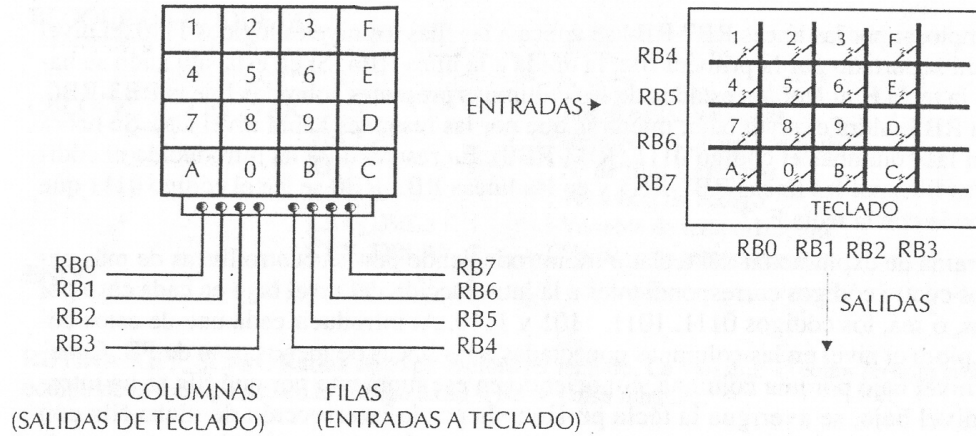 1 2 3 F
4 5 6 E
7 8 9 D
A 0 B C
RB0
RB1
RB2
RB3
RB7
RB6
RB5
RB4
COLUMNAS
(SALIDAS DE TECLADO)
FILAS
(ENTRADAS A TECLADO)
ENTRADAS
RB4
RB5
RB6
RB7
1 2 3 F
4 5 6 E
7 8 9 D
A 0 B C
TECLADO
RB0 RB1 RB2 RB3
SALIDAS